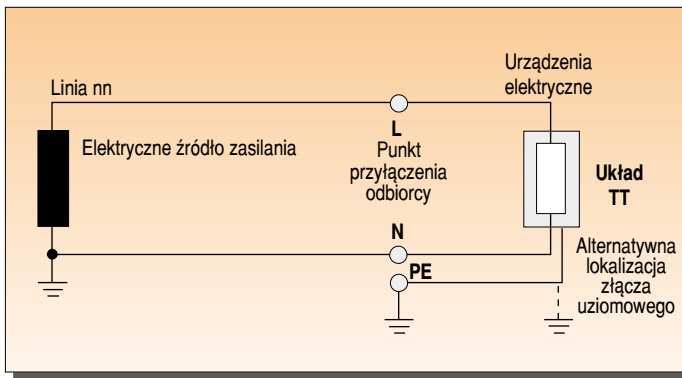 Urządzenia
elektryczne
Linia nn
L
Elektryczne źródło zasilania
Punkt
przyłączenia
odbiorcy
Układ
TT
N
Alternatywna
lokalizacja
złącza
uziomowego
PE